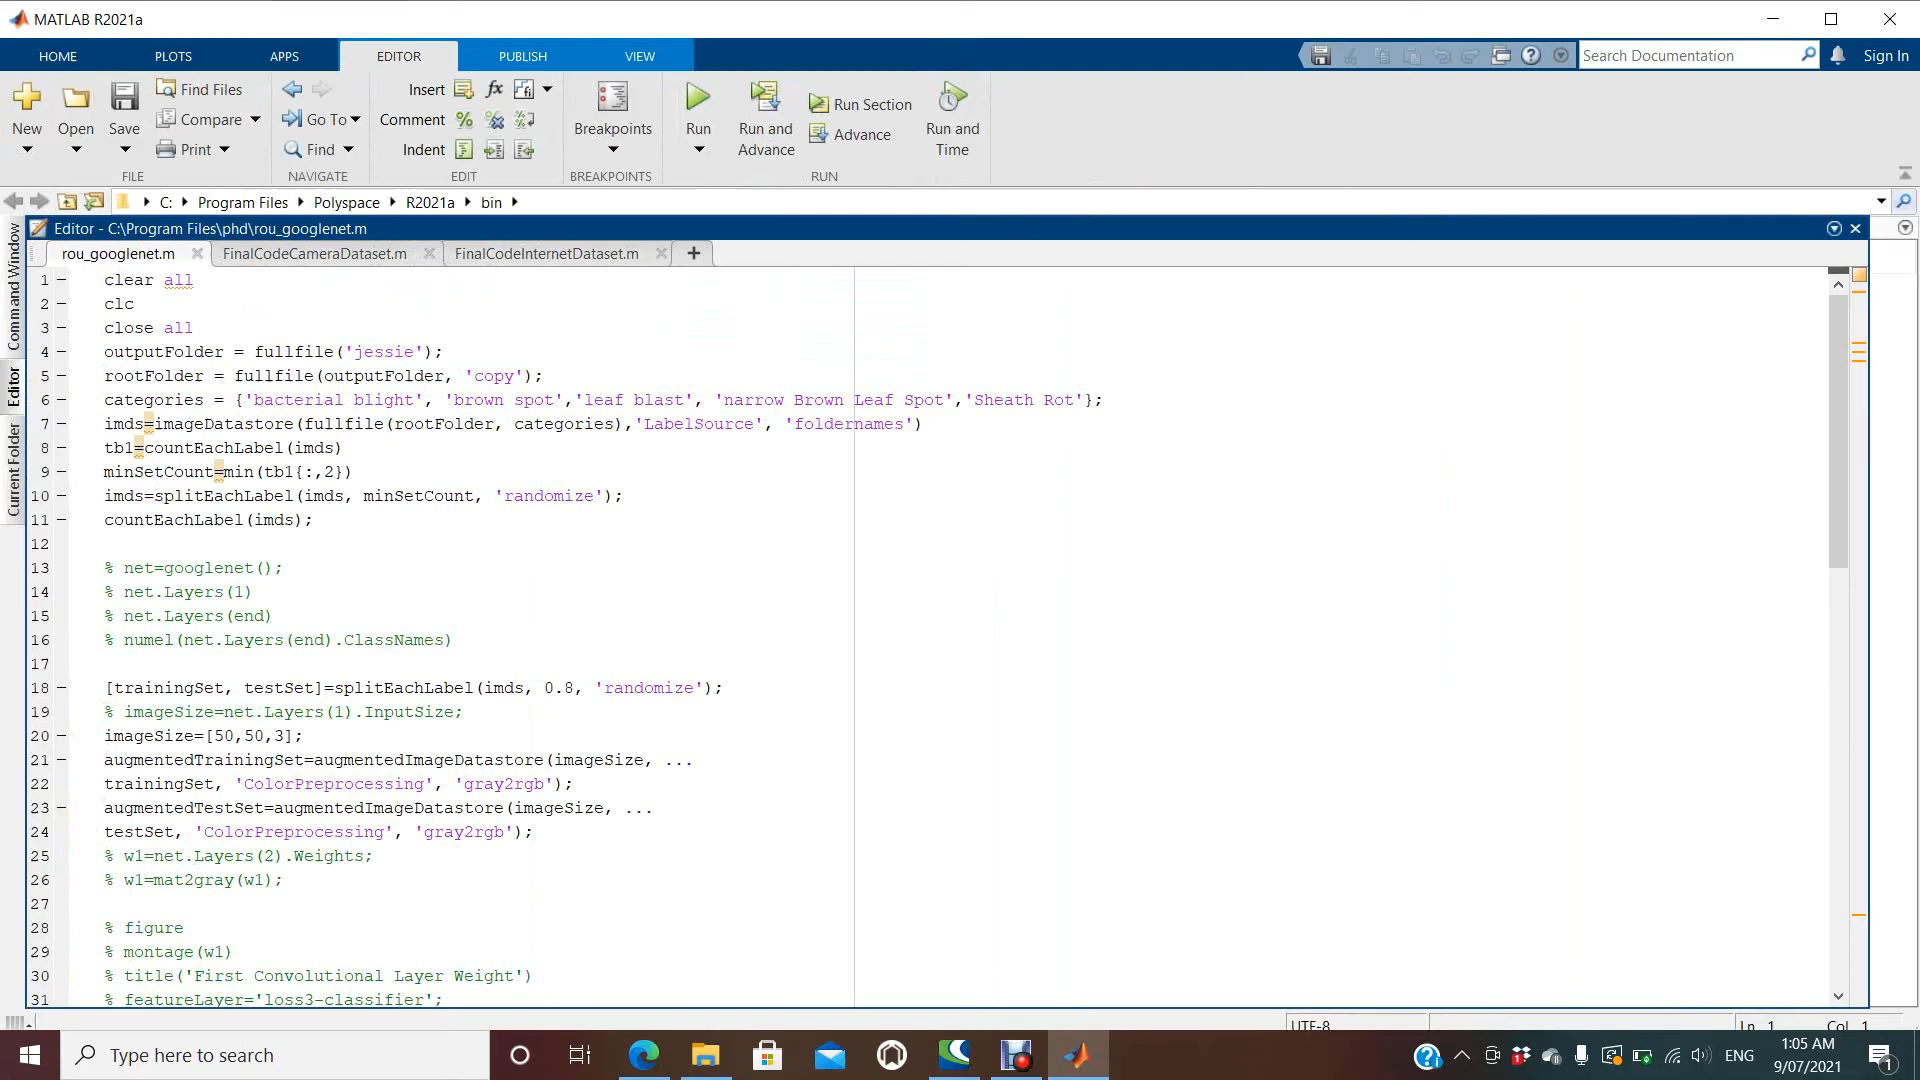 MATLAB R2021a
HOME PLOTS APPS EDITOR PUBLISH VIEW Search Documentation Sign In
New Open Save Find Files Compare Print FILE
Go To Find NAVIGATE
Insert fx Comment Indent EDIT
Breakpoints BREAKPOINTS
Run Run and Advance Run Section Advance Run and Time RUN
C: Program Files Polyspace R2021a bin
Editor - C:\Program Files\phd\rou_googlenet.m
rou_googlenet.m FinalCodeCameraDataset.m FinalCodeInternetDataset.m +
Command Window
Editor
Current Folder
1 clear all
2 clc
3 close all
4 outputFolder = fullfile('jessie');
5 rootFolder = fullfile(outputFolder, 'copy');
6 categories = {'bacterial blight', 'brown spot','leaf blast', 'narrow Brown Leaf Spot','Sheath Rot'};
7 imds=imageDatastore(fullfile(rootFolder, categories),'LabelSource', 'foldernames')
8 tb1=countEachLabel(imds)
9 minSetCount=min(tb1{:,2})
10 imds=splitEachLabel(imds, minSetCount, 'randomize');
11 countEachLabel(imds);
12
13 % net=googlenet();
14 % net.Layers(1)
15 % net.Layers(end)
16 % numel(net.Layers(end).ClassNames)
17
18 [trainingSet, testSet]=splitEachLabel(imds, 0.8, 'randomize');
19 % imageSize=net.Layers(1).InputSize;
20 imageSize=[50,50,3];
21 augmentedTrainingSet=augmentedImageDatastore(imageSize, ...
22 trainingSet, 'ColorPreprocessing', 'gray2rgb');
23 augmentedTestSet=augmentedImageDatastore(imageSize, ...
24 testSet, 'ColorPreprocessing', 'gray2rgb');
25 % w1=net.Layers(2).Weights;
26 % w1=mat2gray(w1);
27
28 % figure
29 % montage(w1)
30 % title('First Convolutional Layer Weight')
31 % featureLayer='loss3-classifier';
UTF-8 Ln 1 Col 1
Type here to search ENG 1:05 AM
9/07/2021 1